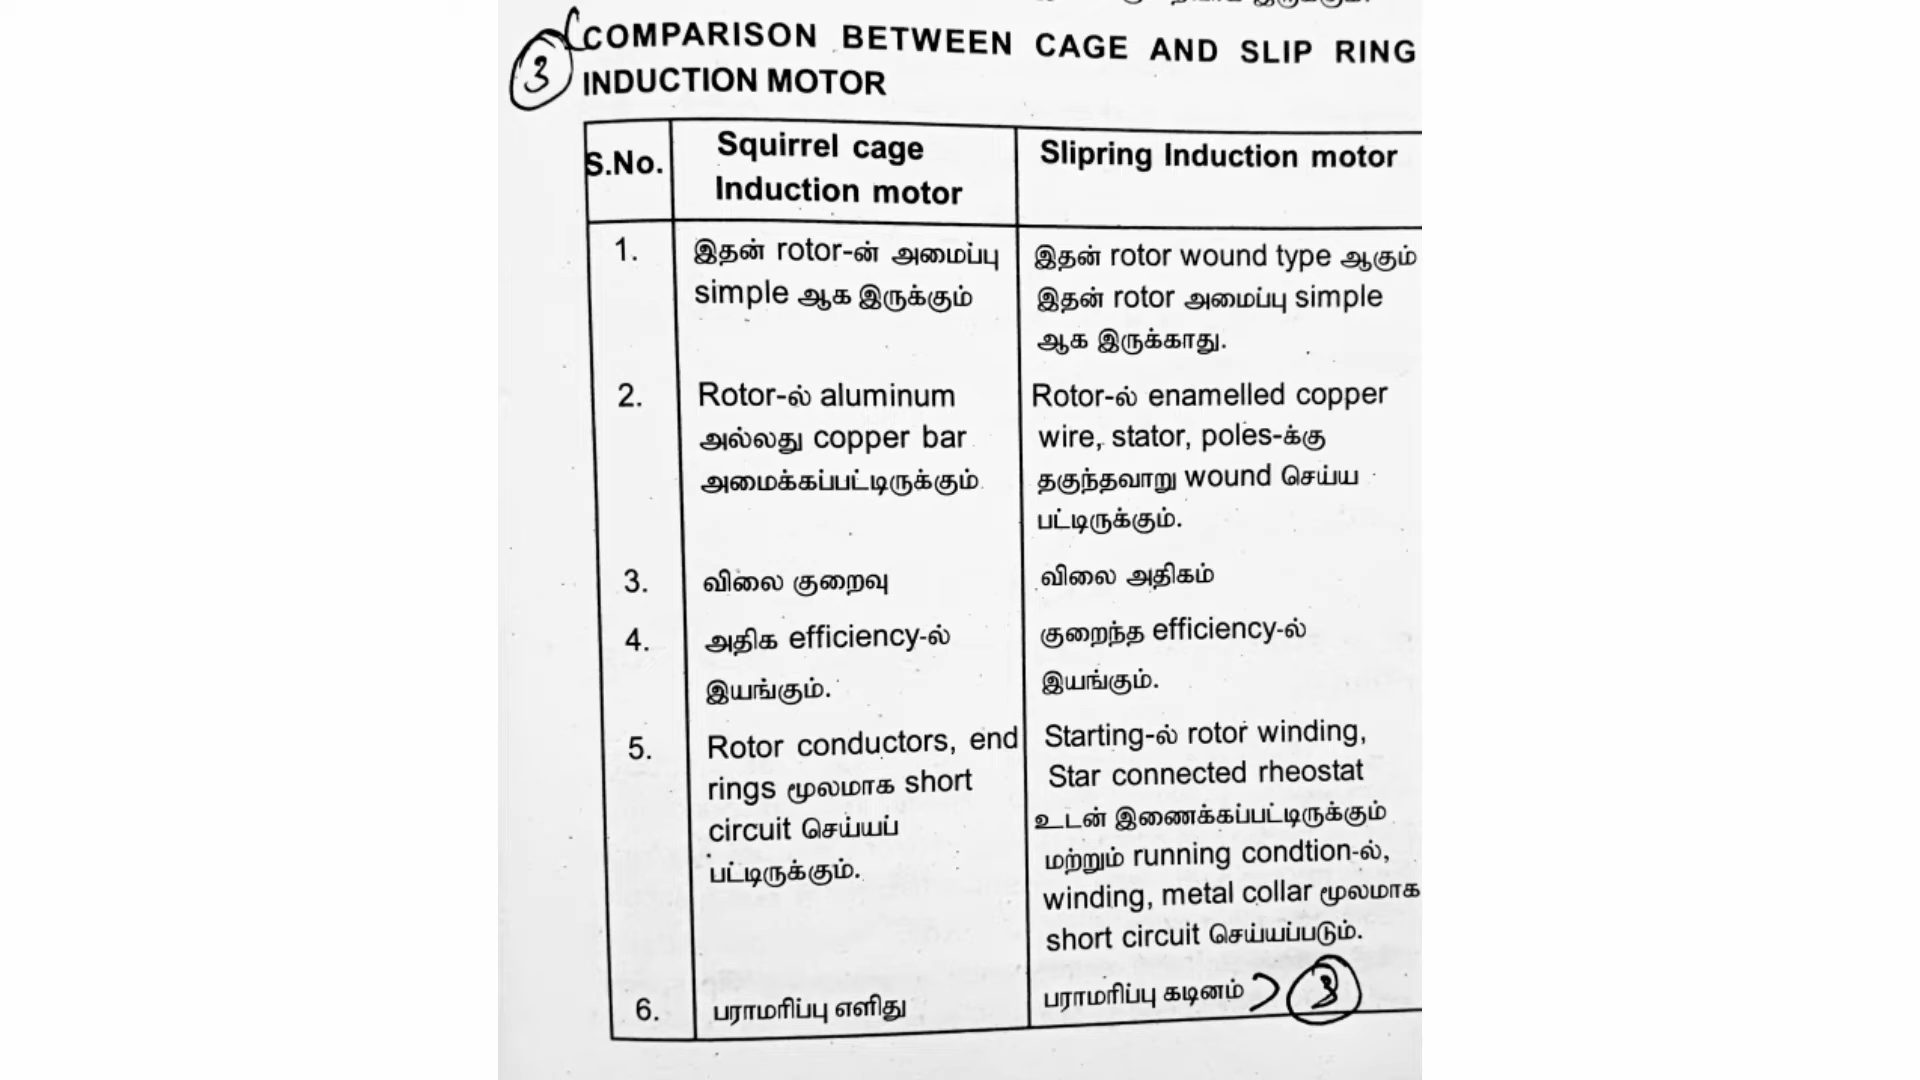 3
COMPARISON BETWEEN CAGE AND SLIP RING
INDUCTION MOTOR
S.No.
Squirrel cage
Induction motor
Slipring Induction motor
1.
இதன் rotor-ன் அமைப்பு
simple ஆக இருக்கும்
இதன் rotor wound type ஆகும்
இதன் rotor அமைப்பு simple
ஆக இருக்காது.
2.
Rotor-ல் aluminum
அல்லது copper bar
அமைக்கப்பட்டிருக்கும்
Rotor-ல் enamelled copper
wire, stator, poles-க்கு
தகுந்தவாறு wound செய்ய
பட்டிருக்கும்.
3.
விலை குறைவு
விலை அதிகம்
4.
அதிக efficiency-ல்
இயங்கும்.
குறைந்த efficiency-ல்
இயங்கும்.
5.
Rotor conductors, end
rings மூலமாக short
circuit செய்யப்
பட்டிருக்கும்.
Starting-ல் rotor winding,
Star connected rheostat
உடன் இணைக்கப்பட்டிருக்கும்
மற்றும் running condtion-ல்,
winding, metal collar மூலமாக
short circuit செய்யப்படும்.
6.
பராமரிப்பு எளிது
பராமரிப்பு கடினம்
3